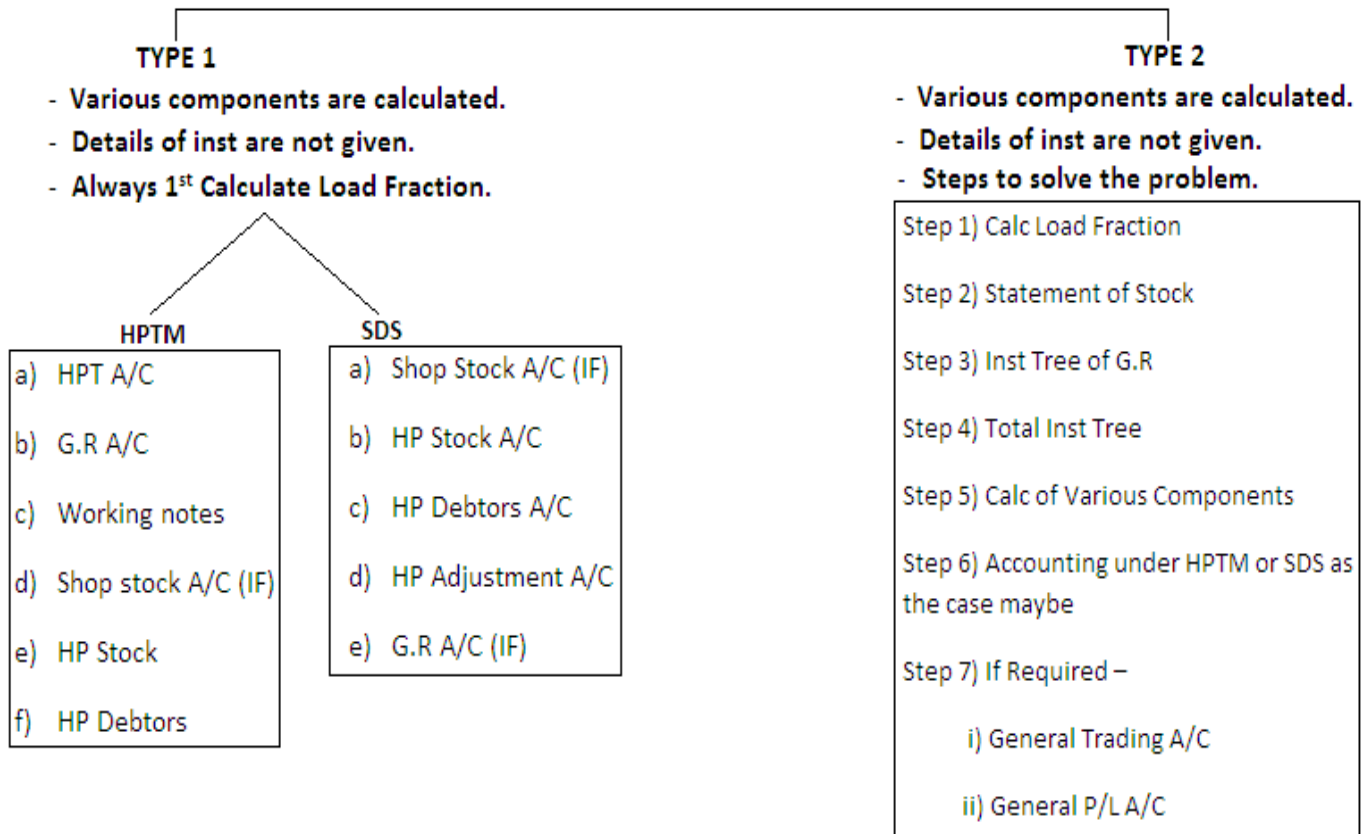 TYPE 1
- Various components are calculated.
- Details of inst are not given.
- Always 1st Calculate Load Fraction.
HPTM
a) HPT A/C
b) G.R A/C
c) Working notes
d) Shop stock A/C (IF)
e) HP Stock
f) HP Debtors
SDS
a) Shop Stock A/C (IF)
b) HP Stock A/C
c) HP Debtors A/C
d) HP Adjustment A/C
e) G.R A/C (IF)
TYPE 2
- Various components are calculated.
- Details of inst are not given.
- Steps to solve the problem.
Step 1) Calc Load Fraction
Step 2) Statement of Stock
Step 3) Inst Tree of G.R
Step 4) Total Inst Tree
Step 5) Calc of Various Components
Step 6) Accounting under HPTM or SDS as
the case maybe
Step 7) If Required –
i) General Trading A/C
ii) General P/L A/C